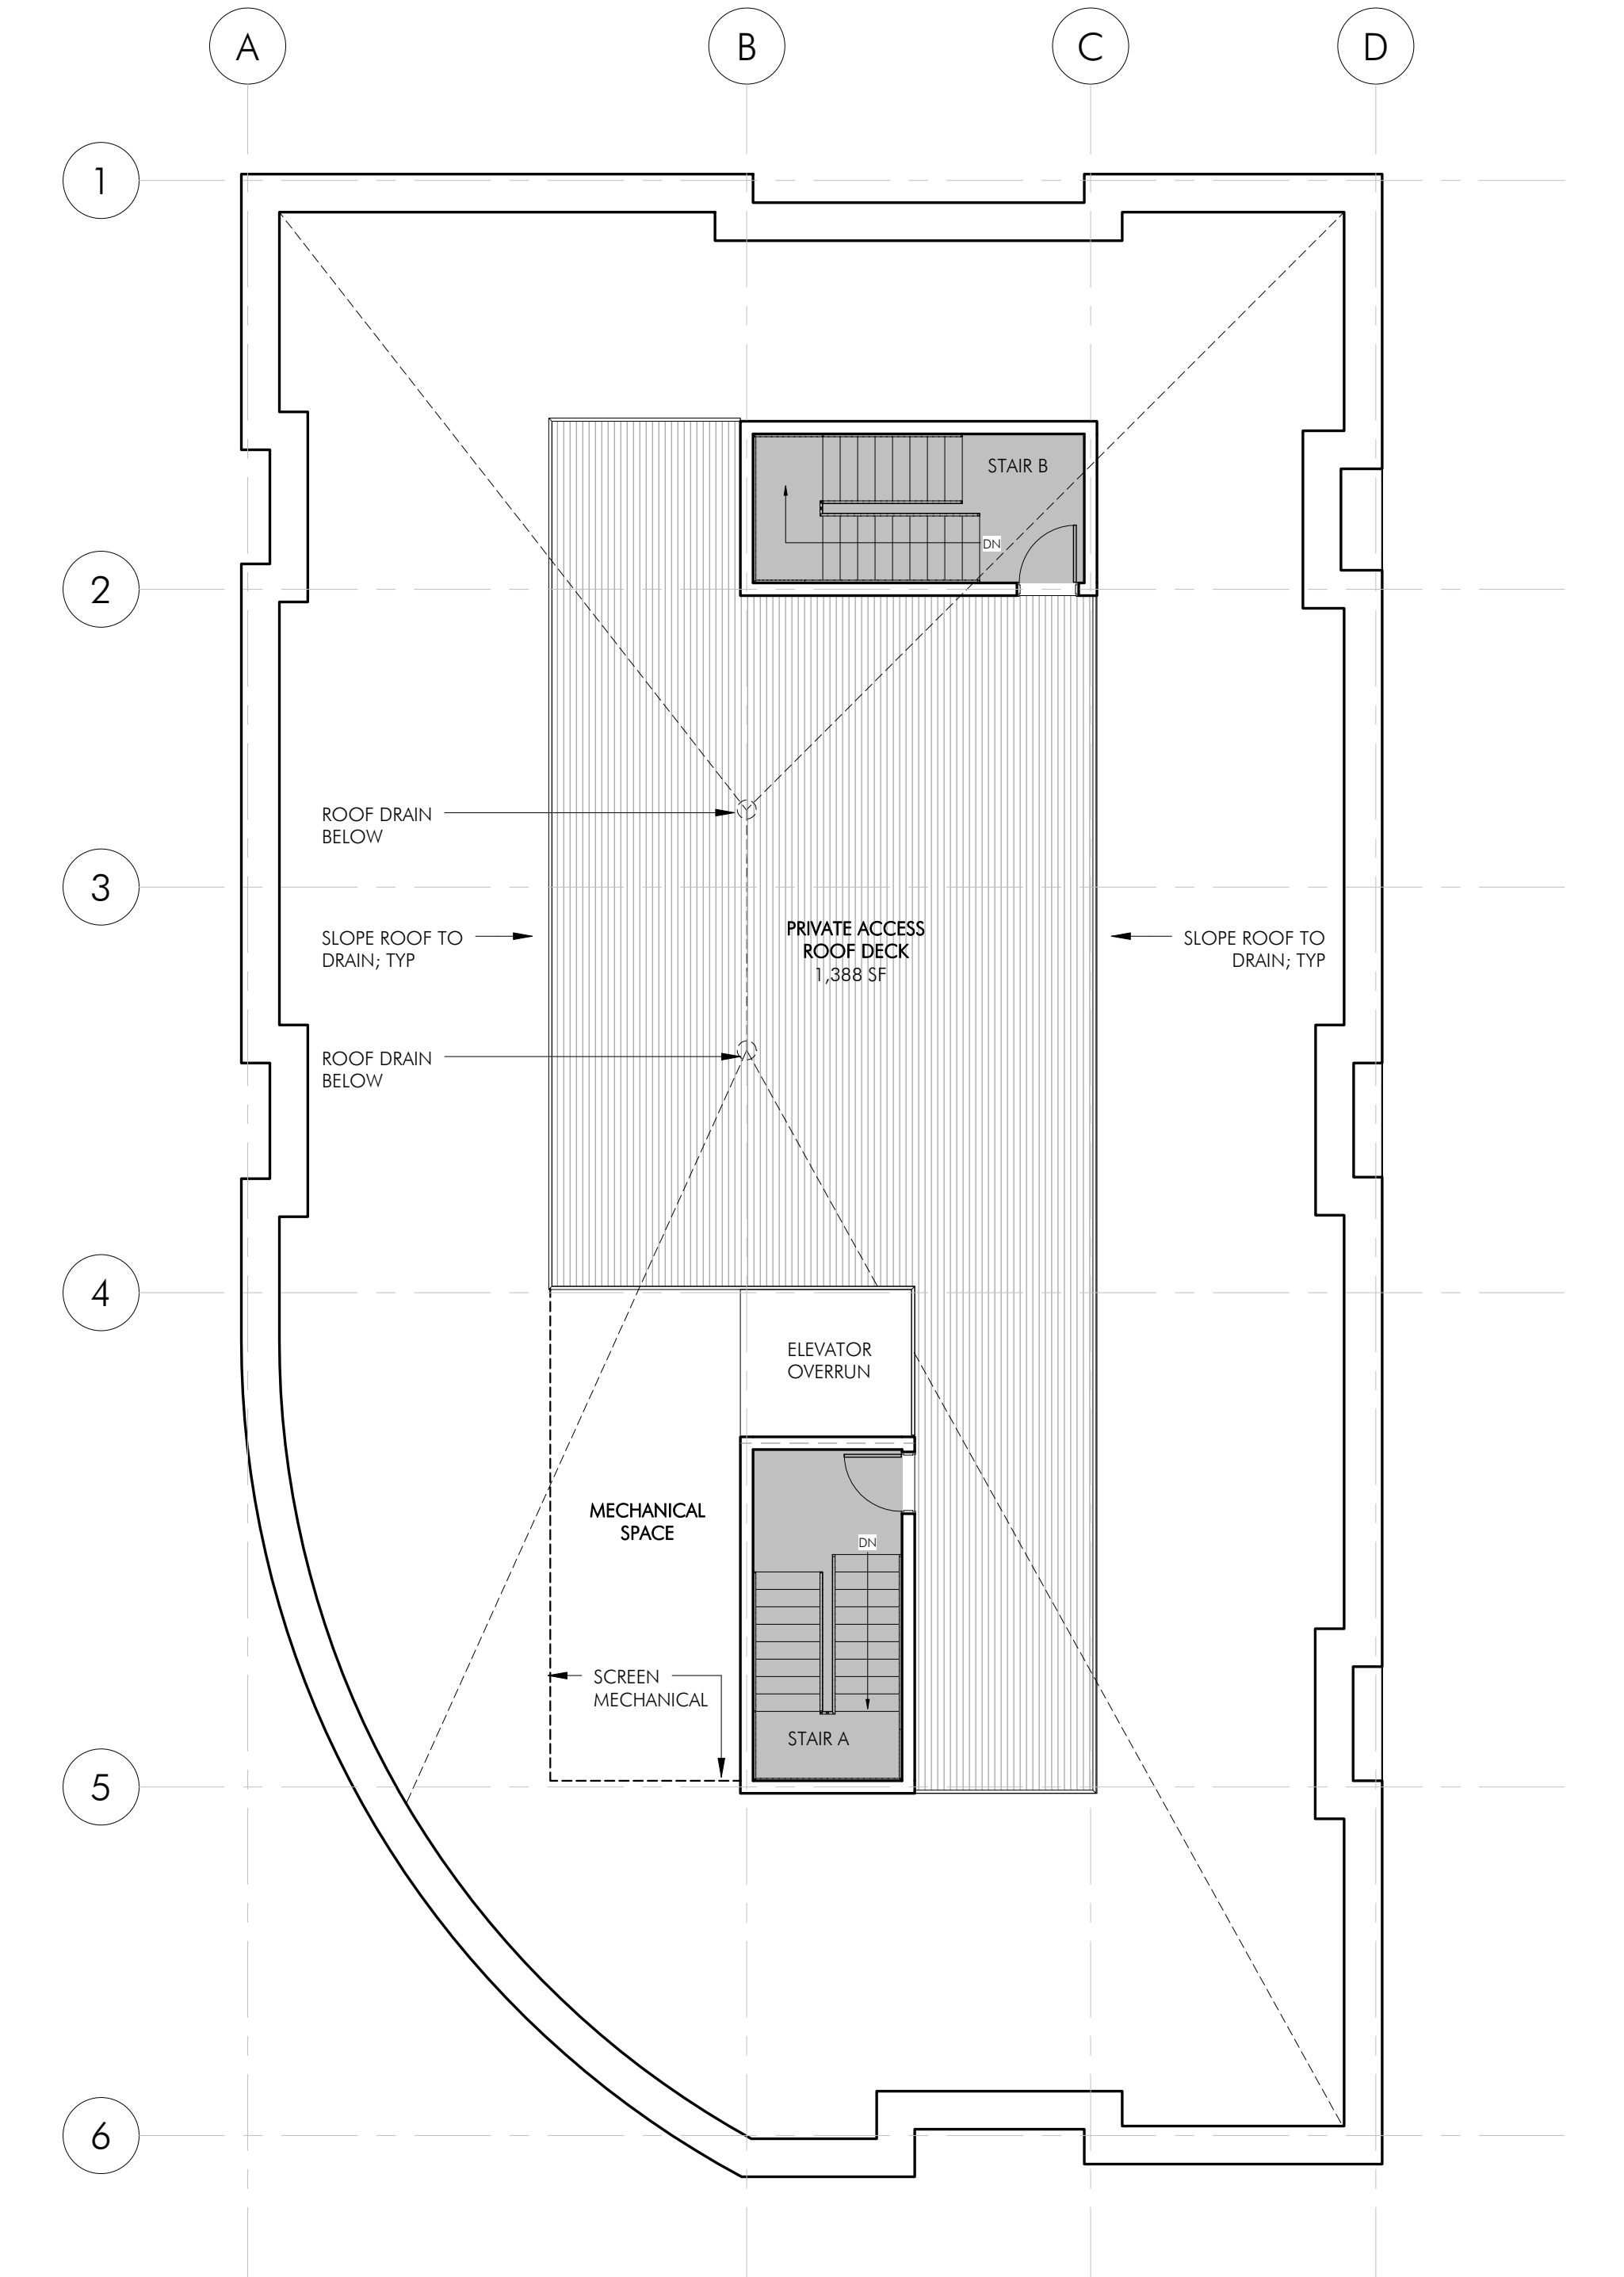 A
B
C
D
1
STAIR B
DN
2
ROOF DRAIN
BELOW
3
PRIVATE ACCESS
ROOF DECK
1,388 SF
SLOPE ROOF TO
DRAIN; TYP
SLOPE ROOF TO
DRAIN; TYP
ROOF DRAIN
BELOW
4
ELEVATOR
OVERRUN
MECHANICAL
SPACE
DN
SCREEN
MECHANICAL
STAIR A
5
6